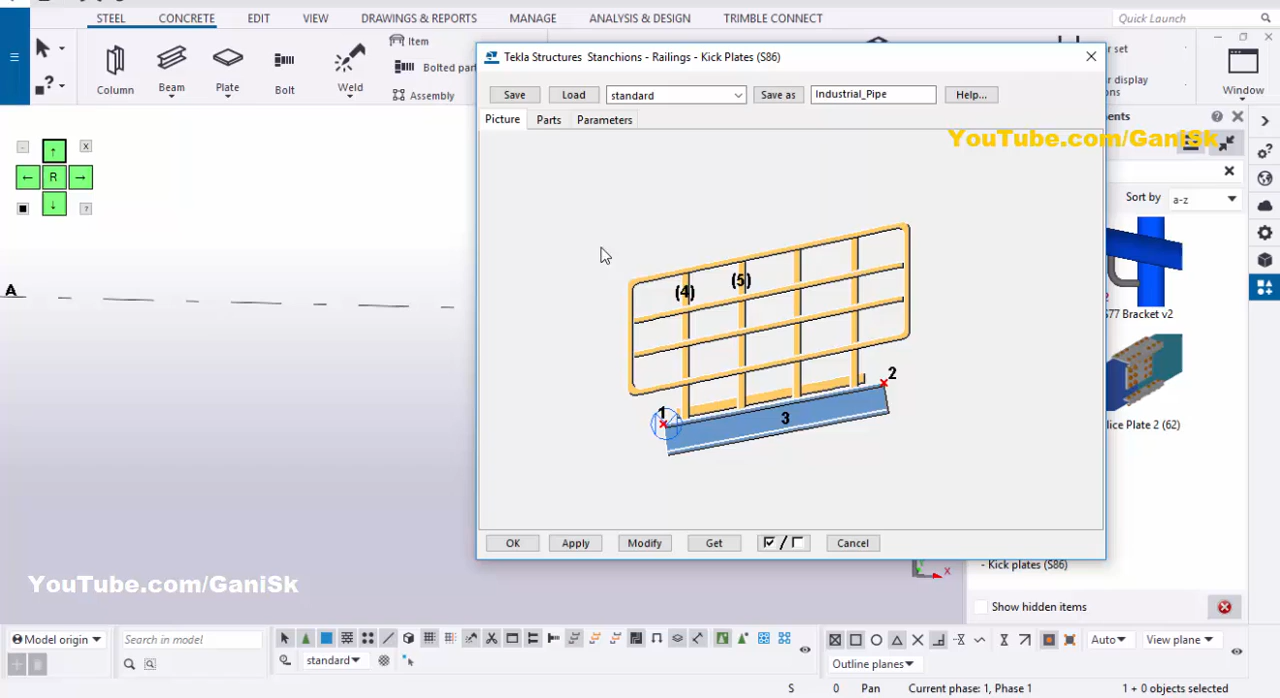 STEEL CONCRETE EDIT VIEW DRAWINGS & REPORTS MANAGE ANALYSIS & DESIGN TRIMBLE CONNECT Quick Launch
Item
Bolted par
Assembly
Column Beam Plate Bolt Weld
Window
Tekla Structures Stanchions - Railings - Kick Plates (S86)
Save Load standard Save as Industrial_Pipe Help...
Picture Parts Parameters
YouTube.com/GaniSk
Sort by a-z
X
R
?
A
(4) (5)
1 2 3
S77 Bracket v2
lice Plate 2 (62)
OK Apply Modify Get / Cancel
- Kick plates (S86)
YouTube.com/GaniSk
x
Show hidden items
Model origin Search in model
standard
Auto View plane
Outline planes
S 0 Pan Current phase: 1, Phase 1 1 + 0 objects selected